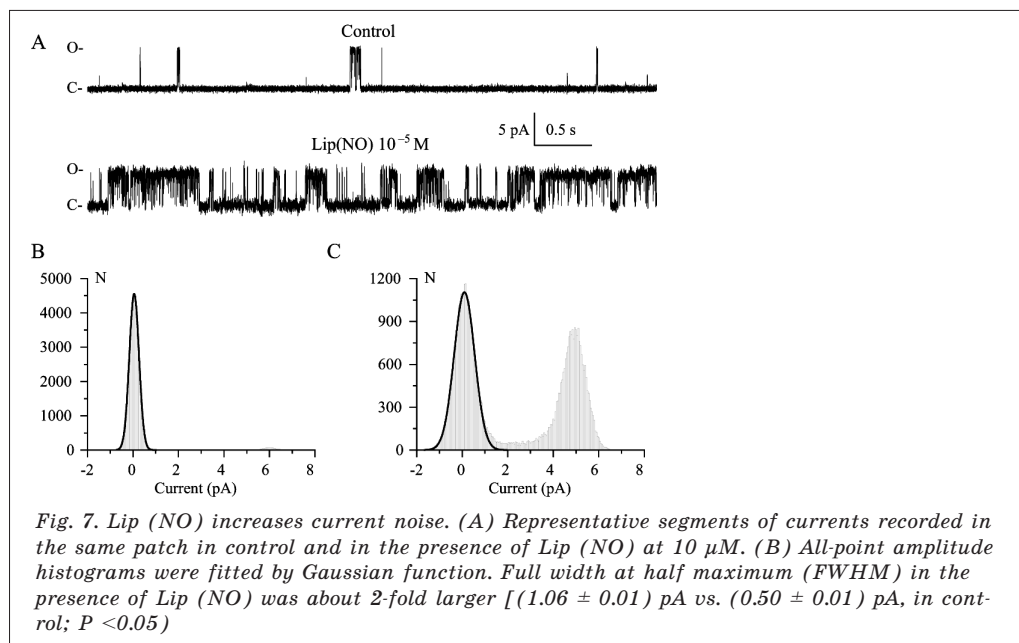 A
Control
O-
C-
5 pA 0.5 s
Lip(NO) 10⁻⁵ M
O-
C-
B C
N N
5000 1200
4000
900
3000
600
2000
300
1000
0 0
-2 0 2 4 6 8 -2 0 2 4 6 8
Current (pA) Current (pA)
Fig. 7. Lip (NO) increases current noise. (A) Representative segments of currents recorded in
the same patch in control and in the presence of Lip (NO) at 10 µM. (B) All-point amplitude
histograms were fitted by Gaussian function. Full width at half maximum (FWHM) in the
presence of Lip (NO) was about 2-fold larger [(1.06 ± 0.01) pA vs. (0.50 ± 0.01) pA, in cont-
rol; P <0.05)